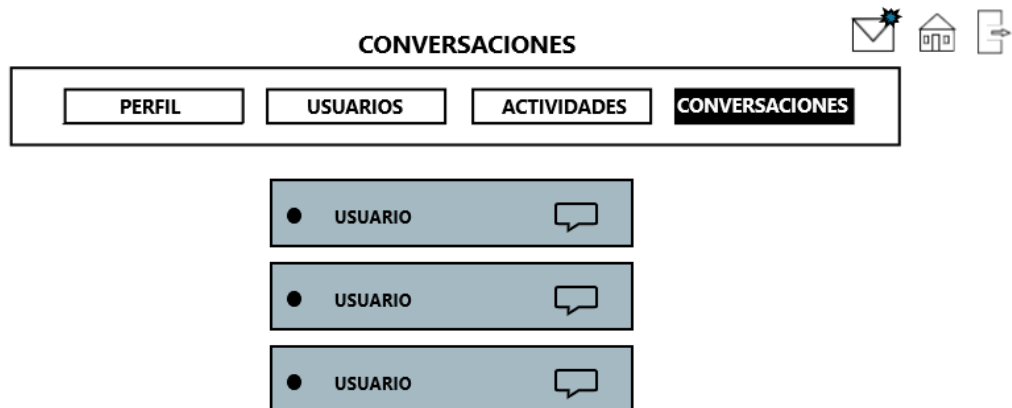 CONVERSACIONES
PERFIL USUARIOS ACTIVIDADES CONVERSACIONES
USUARIO
USUARIO
USUARIO